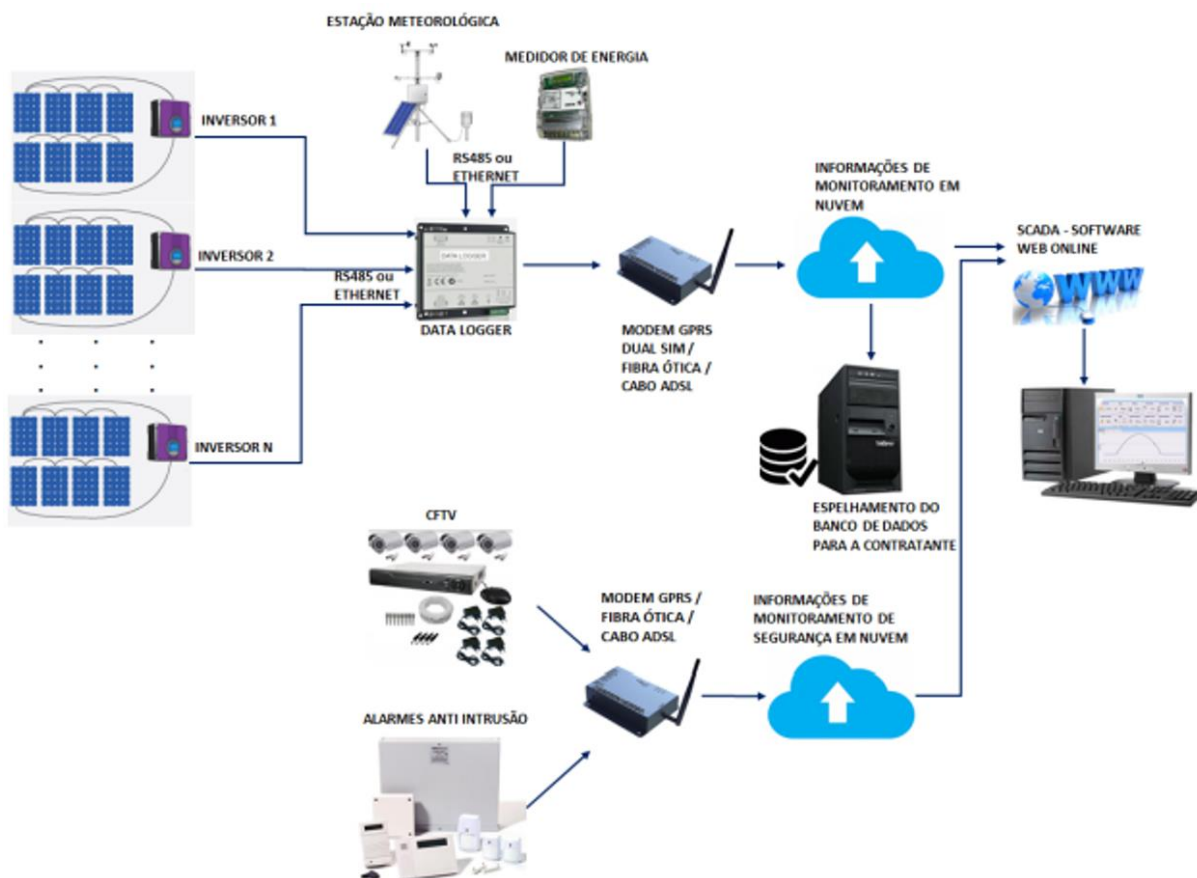 ESTAÇÃO METEOROLÓGICA
MEDIDOR DE ENERGIA
INVERSOR 1
RS485 ou
ETHERNET
INFORMAÇÕES DE
MONITORAMENTO EM
NUVEM
SCADA - SOFTWARE
WEB ONLINE
WWW
INVERSOR 2
RS485 ou
ETHERNET
DATA LOGGER
DATA LOGGER
MODEM GPRS
DUAL SIM /
FIBRA ÓTICA /
CABO ADSL
INVERSOR N
ESPELHAMENTO DO
BANCO DE DADOS
PARA A CONTRATANTE
CFTV
MODEM GPRS /
FIBRA ÓTICA /
CABO ADSL
INFORMAÇÕES DE
MONITORAMENTO DE
SEGURANÇA EM NUVEM
ALARMES ANTI INTRUSÃO